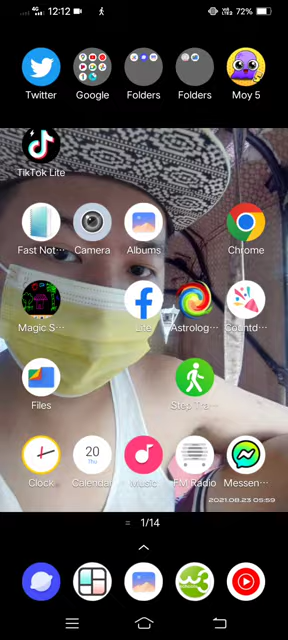 4G 12:12 72%
Twitter Google Folders Folders Moy 5
TikTok Lite
Fast Not··· Camera Albums Chrome
Magic S··· Lite Astrolog··· Countd···
Files Step Tra···
20
Thu
Clock Calendar Music FM Radio Messen···
2021.08.23 09:59
= 1/14